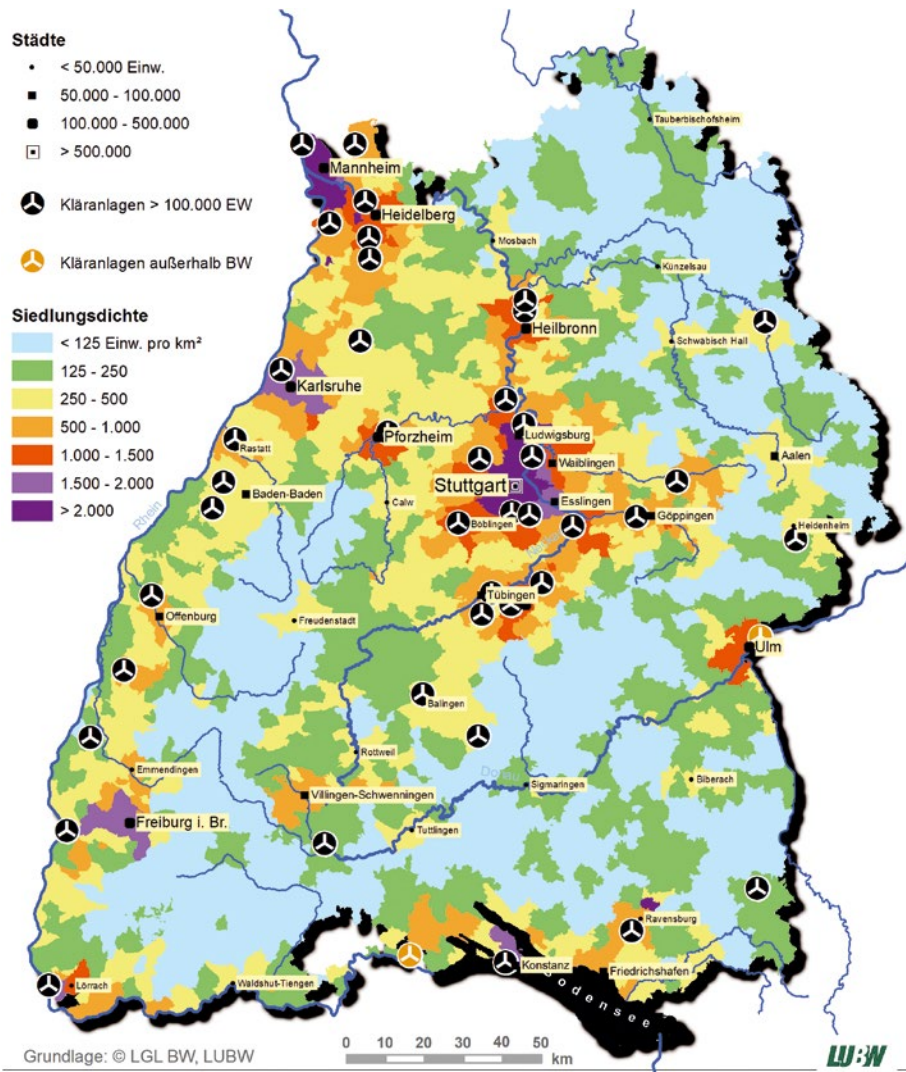 Städte
< 50.000 Einw.
50.000 - 100.000
100.000 - 500.000
> 500.000
Kläranlagen > 100.000 EW
Kläranlagen außerhalb BW
Siedlungsdichte
< 125 Einw. pro km²
125 - 250
250 - 500
500 - 1.000
1.000 - 1.500
1.500 - 2.000
> 2.000
Tauberbischofsheim
Mannheim
Heidelberg
Mosbach
Künzelsau
Heilbronn
Schwäbisch Hall
Karlsruhe
Pforzheim
Ludwigsburg
Rastatt
Waiblingen
Aalen
Stuttgart
Baden-Baden
Calw
Esslingen
Rhein
Böblingen
Göppingen
Heidenheim
Tübingen
Offenburg
Freudenstadt
Ulm
Balingen
Rottweil
Emmendingen
Donau
Sigmaringen
Biberach
Villingen-Schwenningen
Freiburg i. Br.
Tuttlingen
Ravensburg
Konstanz
Friedrichshafen
Lörrach
Waldshut-Tiengen
Bodensee
Grundlage: © LGL BW, LUBW
0 10 20 30 40 50
km
LUBW